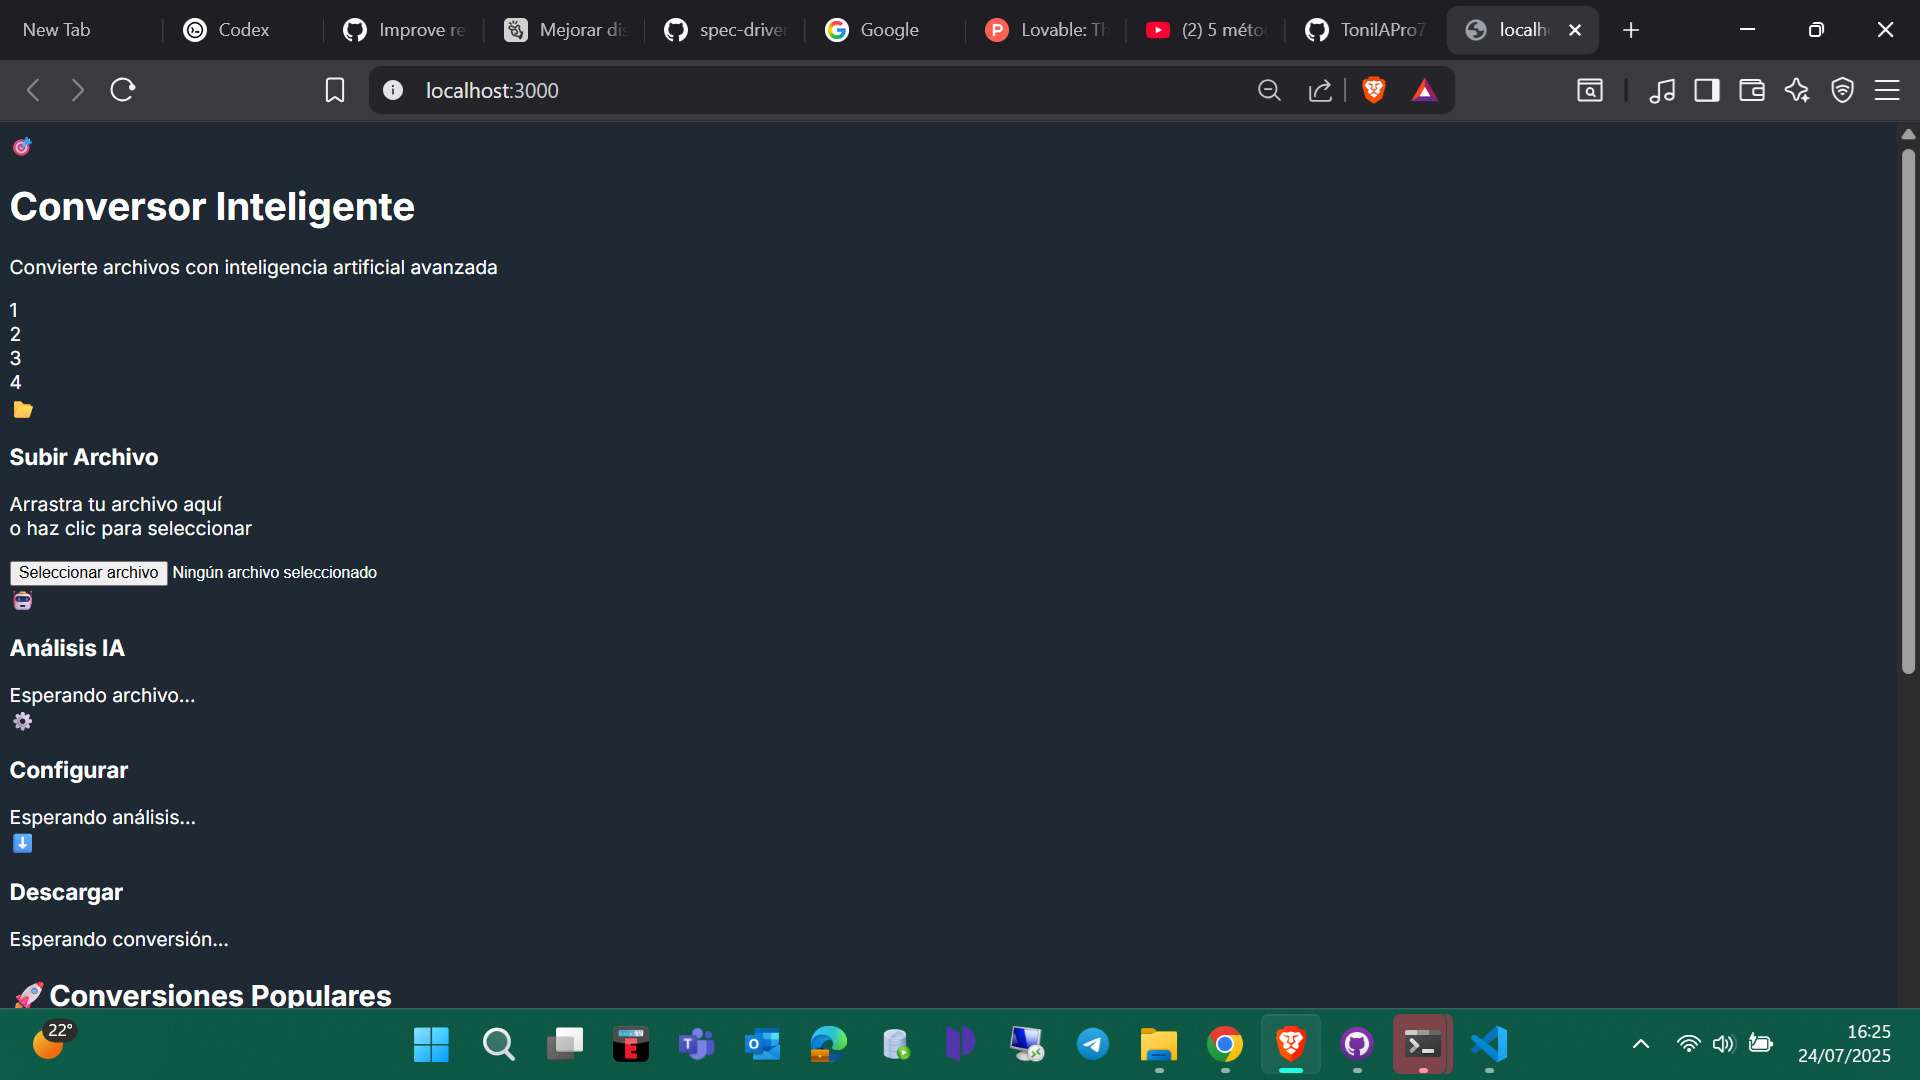 New Tab
Codex
Improve re
Mejorar dis
spec-driver
Google
Lovable: Th
(2) 5 méto
ToniIAPro7
localh
localhost:3000
Conversor Inteligente
Convierte archivos con inteligencia artificial avanzada
1
2
3
4
Subir Archivo
Arrastra tu archivo aquí
o haz clic para seleccionar
Seleccionar archivo Ningún archivo seleccionado
Análisis IA
Esperando archivo...
Configurar
Esperando análisis...
Descargar
Esperando conversión...
Conversiones Populares
22°
16:25
24/07/2025